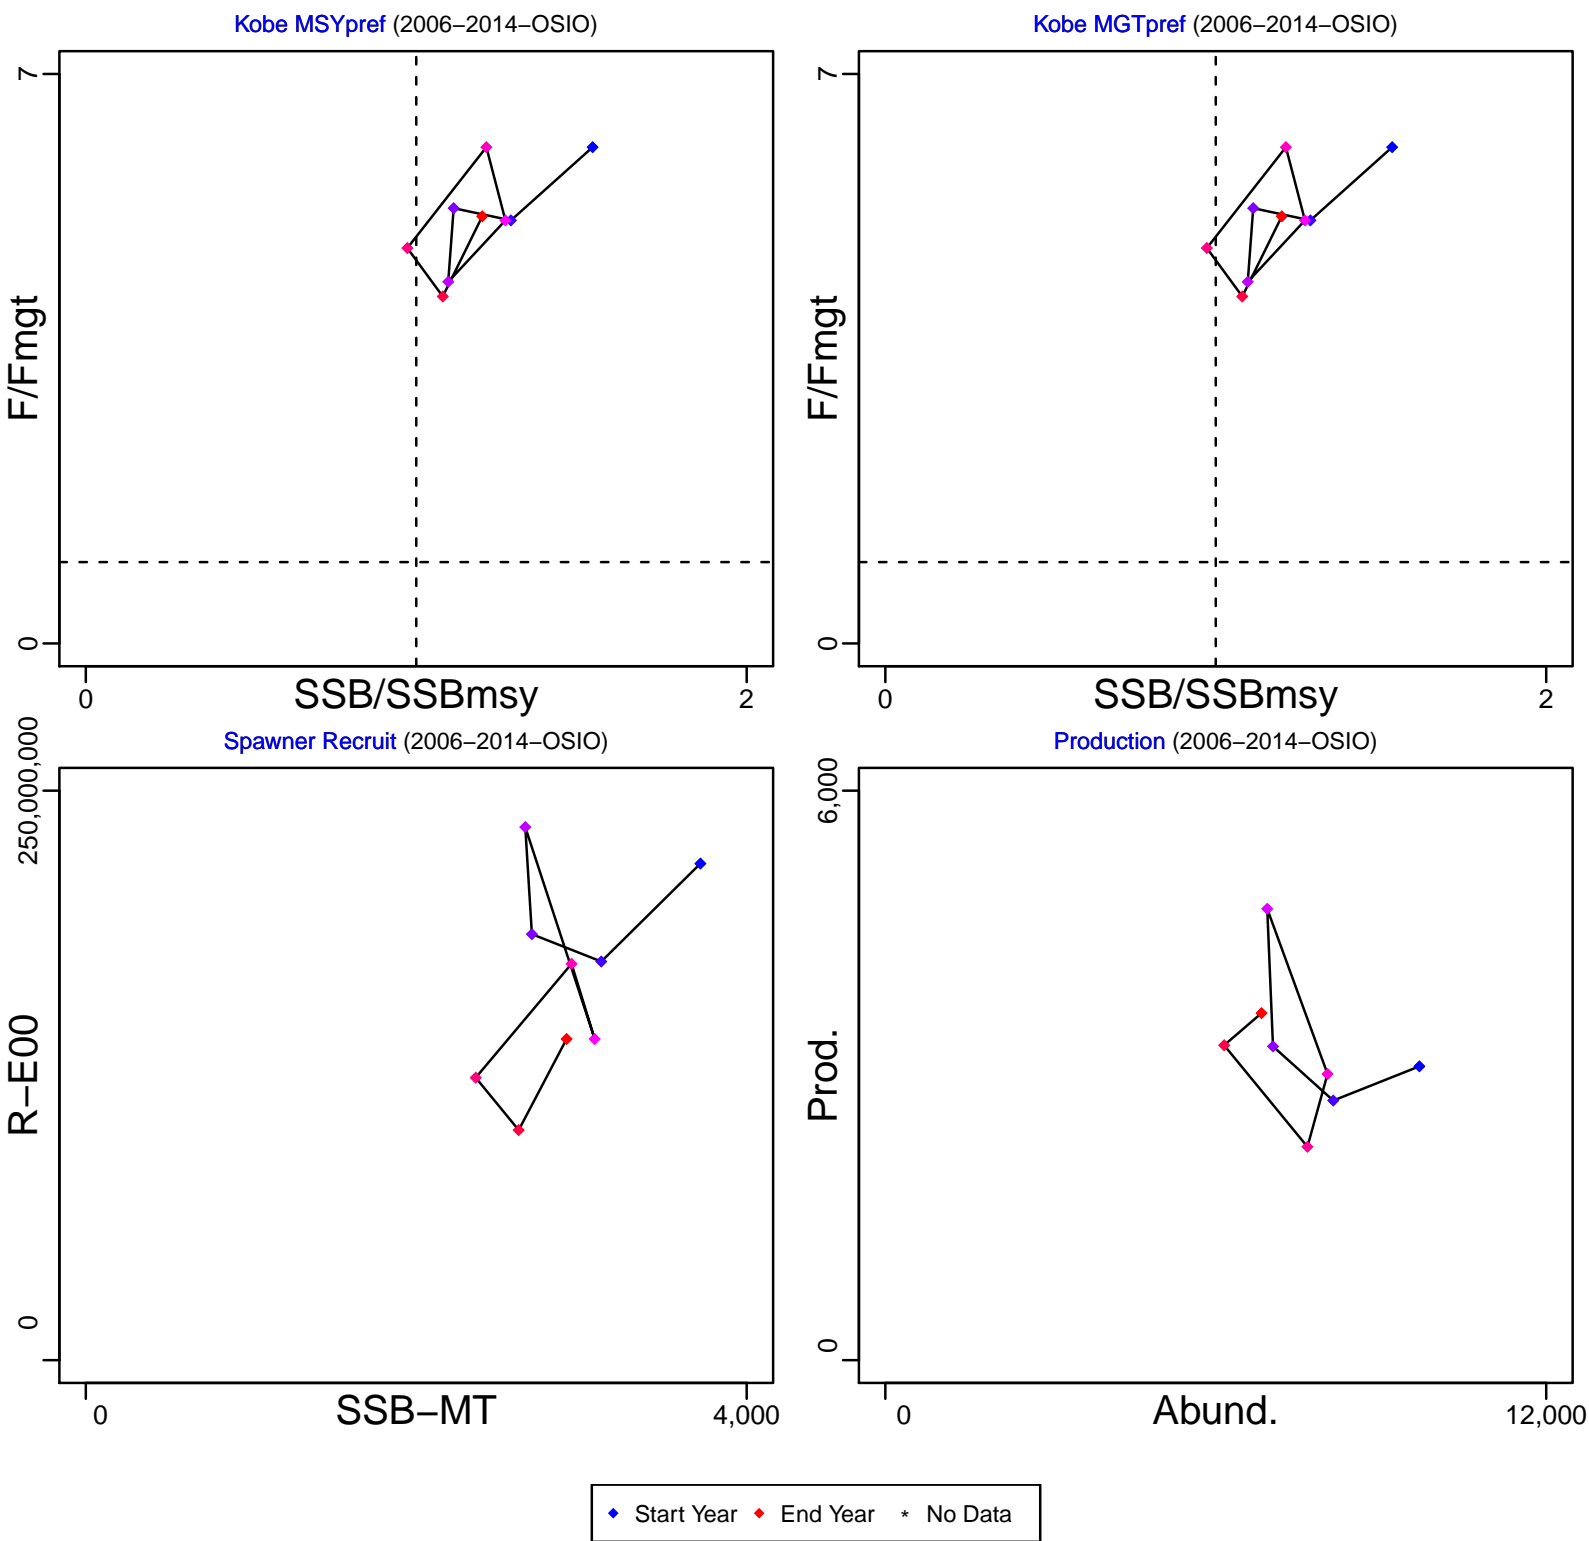 Kobe MSYpref (2006−2014−OSIO)
7
0
F/Fmgt
0
2
SSB/SSBmsy
Kobe MGTpref (2006−2014−OSIO)
7
0
F/Fmgt
0
2
SSB/SSBmsy
Spawner Recruit (2006−2014−OSIO)
250,000,000
0
R−E00
0
4,000
SSB−MT
Production (2006−2014−OSIO)
6,000
0
Prod.
0
12,000
Abund.
Start Year End Year * No Data